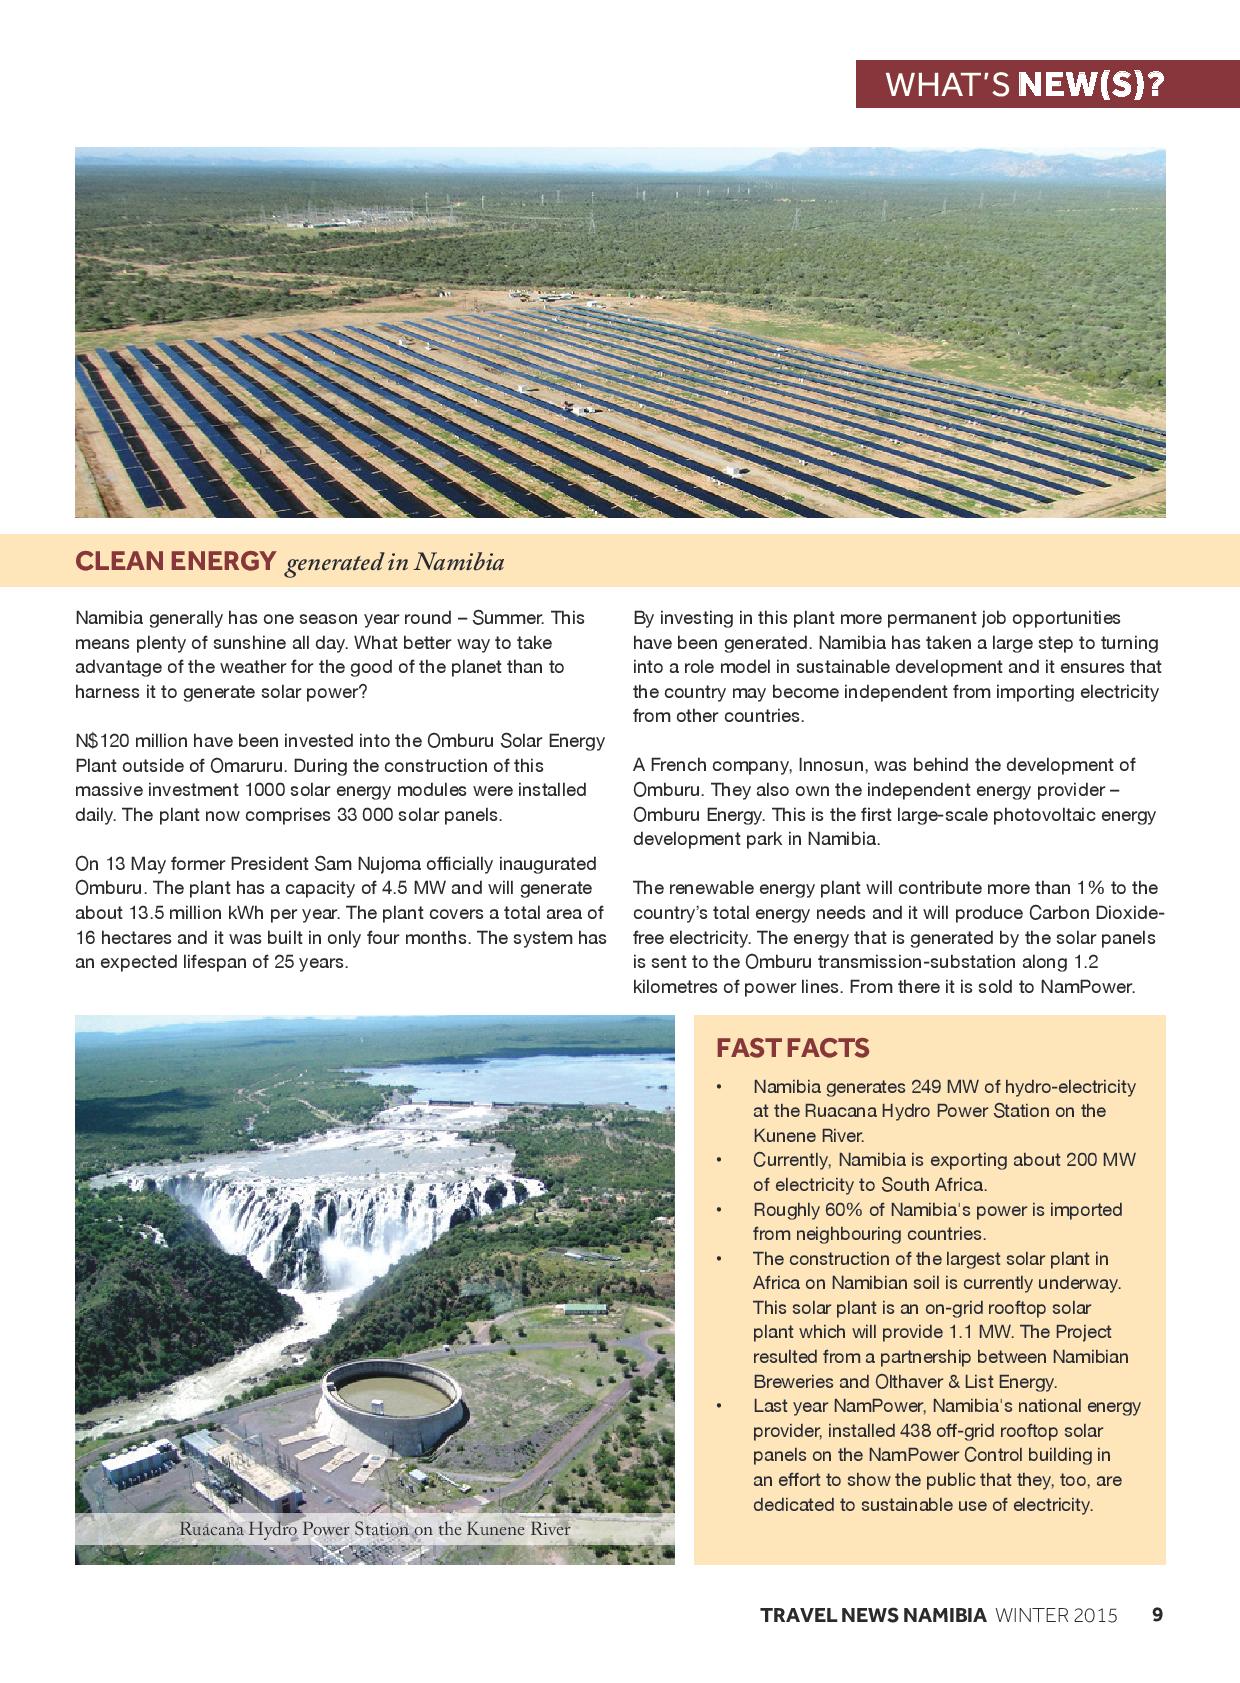 WHAT'S NEW(S)?
CLEAN ENERGY generated in Namibia
Namibia generally has one season year round – Summer. This
means plenty of sunshine all day. What better way to take
advantage of the weather for the good of the planet than to
harness it to generate solar power?
N$120 million have been invested into the Omburu Solar Energy
Plant outside of Omaruru. During the construction of this
massive investment 1000 solar energy modules were installed
daily. The plant now comprises 33 000 solar panels.
On 13 May former President Sam Nujoma officially inaugurated
Omburu. The plant has a capacity of 4.5 MW and will generate
about 13.5 million kWh per year. The plant covers a total area of
16 hectares and it was built in only four months. The system has
an expected lifespan of 25 years.
By investing in this plant more permanent job opportunities
have been generated. Namibia has taken a large step to turning
into a role model in sustainable development and it ensures that
the country may become independent from importing electricity
from other countries.
A French company, Innosun, was behind the development of
Omburu. They also own the independent energy provider –
Omburu Energy. This is the first large-scale photovoltaic energy
development park in Namibia.
The renewable energy plant will contribute more than 1% to the
country's total energy needs and it will produce Carbon Dioxide-
free electricity. The energy that is generated by the solar panels
is sent to the Omburu transmission-substation along 1.2
kilometres of power lines. From there it is sold to NamPower.
Ruacana Hydro Power Station on the Kunene River
FAST FACTS
• Namibia generates 249 MW of hydro-electricity
at the Ruacana Hydro Power Station on the
Kunene River.
• Currently, Namibia is exporting about 200 MW
of electricity to South Africa.
• Roughly 60% of Namibia's power is imported
from neighbouring countries.
• The construction of the largest solar plant in
Africa on Namibian soil is currently underway.
This solar plant is an on-grid rooftop solar
plant which will provide 1.1 MW. The Project
resulted from a partnership between Namibian
Breweries and Olthaver & List Energy.
• Last year NamPower, Namibia's national energy
provider, installed 438 off-grid rooftop solar
panels on the NamPower Control building in
an effort to show the public that they, too, are
dedicated to sustainable use of electricity.
TRAVEL NEWS NAMIBIA WINTER 2015 9